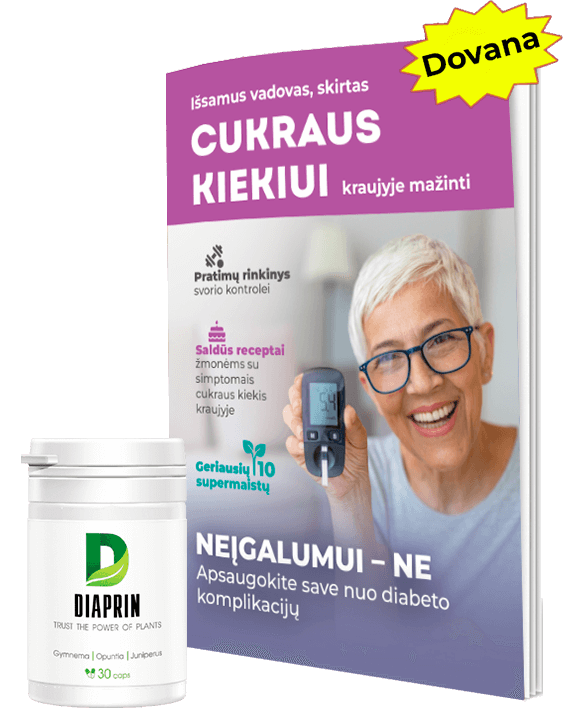 Dovana
Išsamus vadovas, skirtas
CUKRAUS
KIEKIUI kraujyje mažinti
Pratimų rinkinys
svorio kontrolei
Saldūs receptai
žmonėms su
simptomais
cukraus kiekis
kraujyje
Geriausių 10
supermaistų
5.4
NEĮGALUMUI – NE
Apsaugokite save nuo diabeto
komplikacijų
D
DIAPRIN
TRUST THE POWER OF PLANTS
Gymnema | Opuntia | Juniperus
30 caps